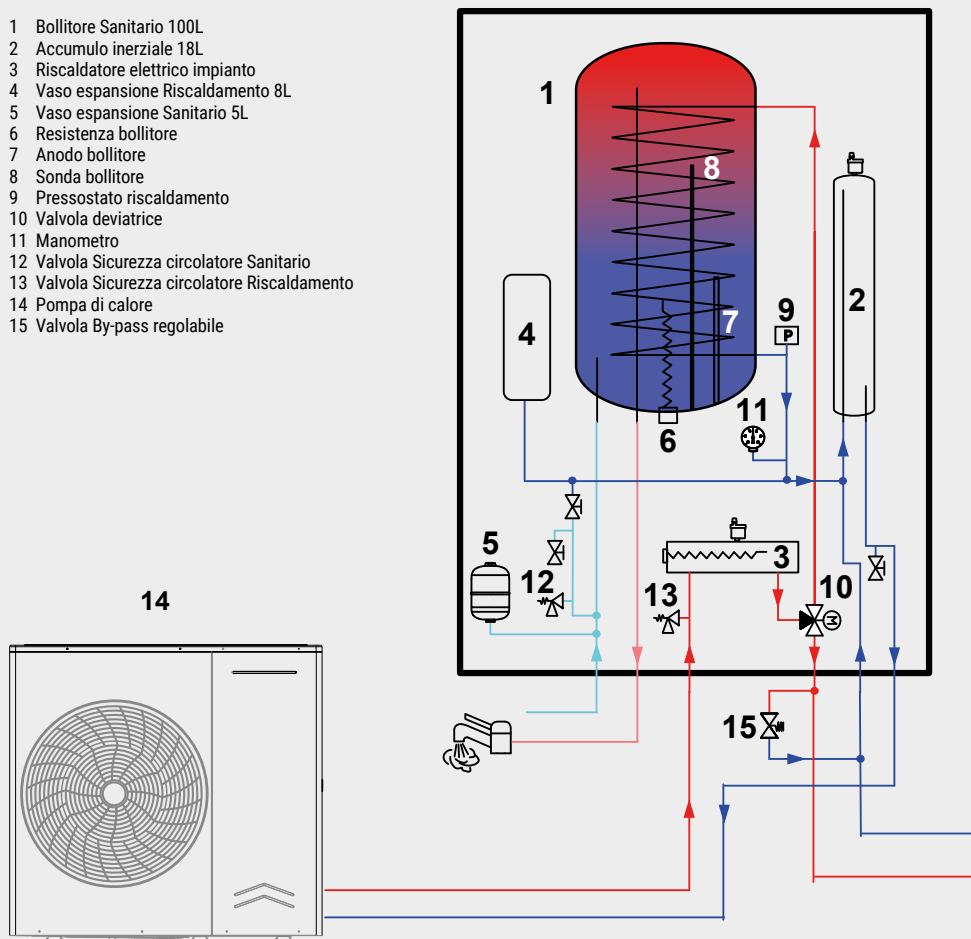 1 Bollitore Sanitario 100L
2 Accumulo inerziale 18L
3 Riscaldatore elettrico impianto
4 Vaso espansione Riscaldamento 8L
5 Vaso espansione Sanitario 5L
6 Resistenza bollitore
7 Anodo bollitore
8 Sonda bollitore
9 Pressostato riscaldamento
10 Valvola deviatrice
11 Manometro
12 Valvola Sicurezza circolatore Sanitario
13 Valvola Sicurezza circolatore Riscaldamento
14 Pompa di calore
15 Valvola By-pass regolabile
1
8
2
4
7
9
P
11
6
5
3
12
13
10
M
14
15